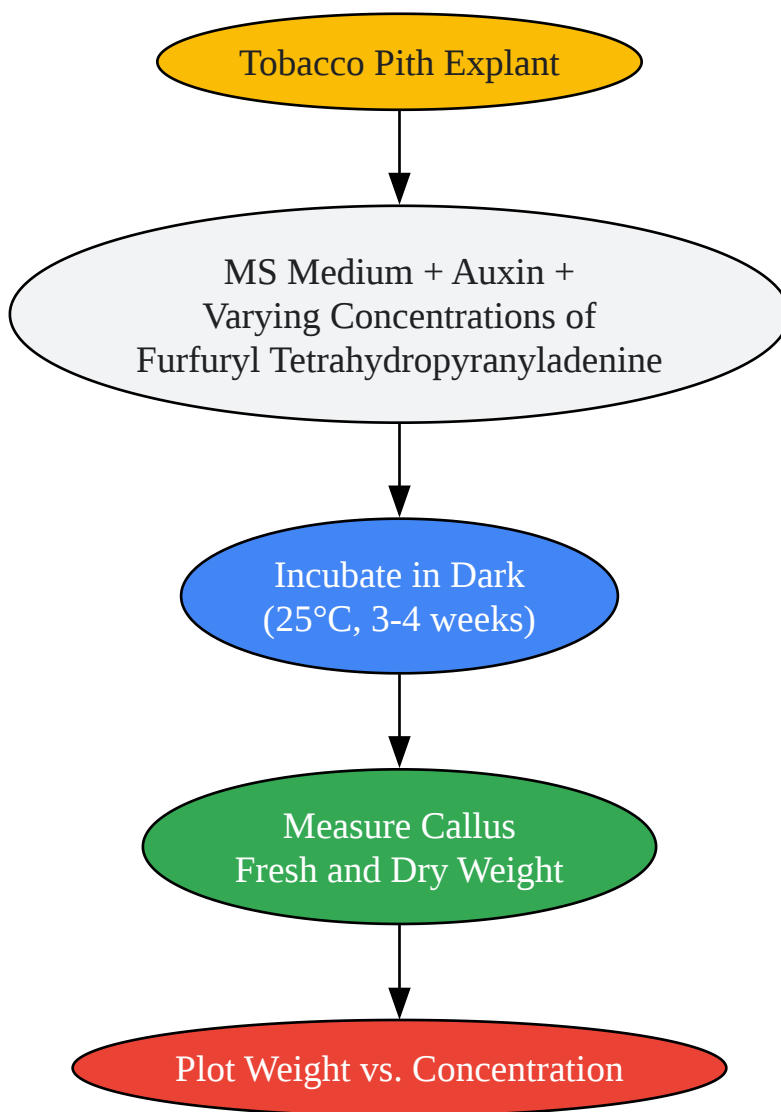 Tobacco Pith Explant
MS Medium + Auxin +
Varying Concentrations of
Furfuryl Tetrahydropyranyladenine
Incubate in Dark
(25°C, 3-4 weeks)
Measure Callus
Fresh and Dry Weight
Plot Weight vs. Concentration